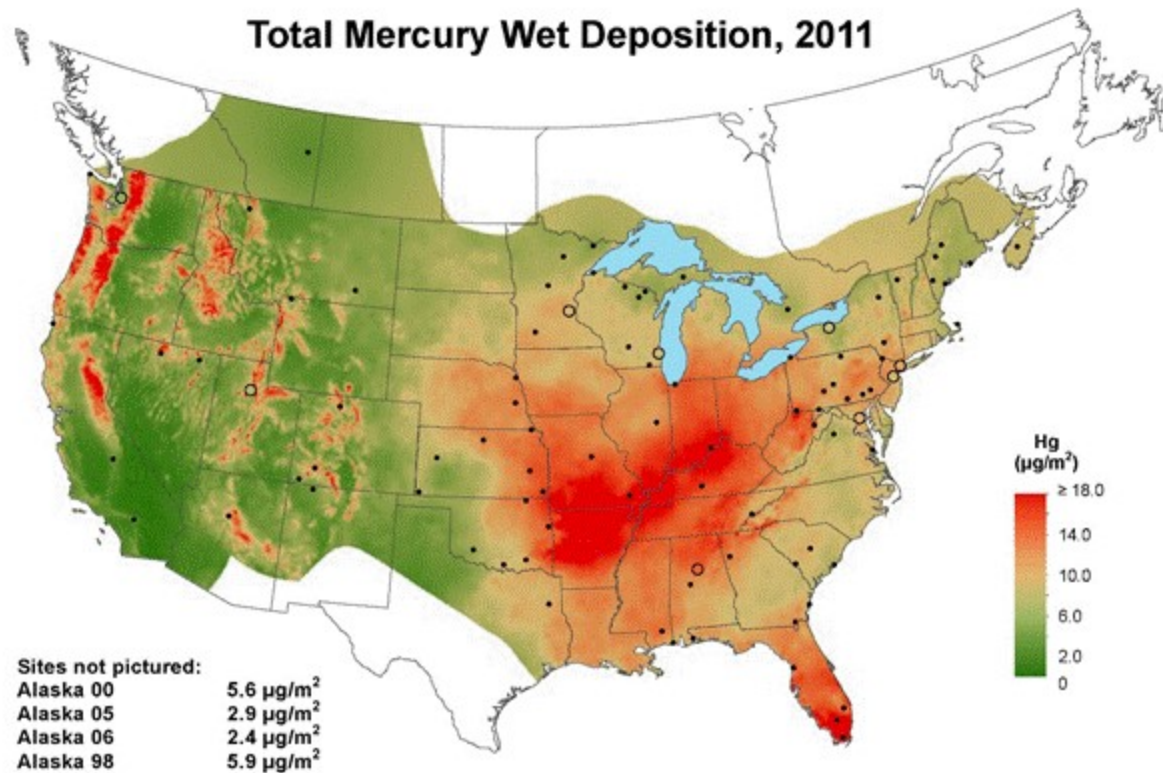 Total Mercury Wet Deposition, 2011
Hg
(µg/m²)
≥ 18.0
14.0
10.0
6.0
2.0
0
Sites not pictured:
Alaska 00 5.6 µg/m²
Alaska 05 2.9 µg/m²
Alaska 06 2.4 µg/m²
Alaska 98 5.9 µg/m²